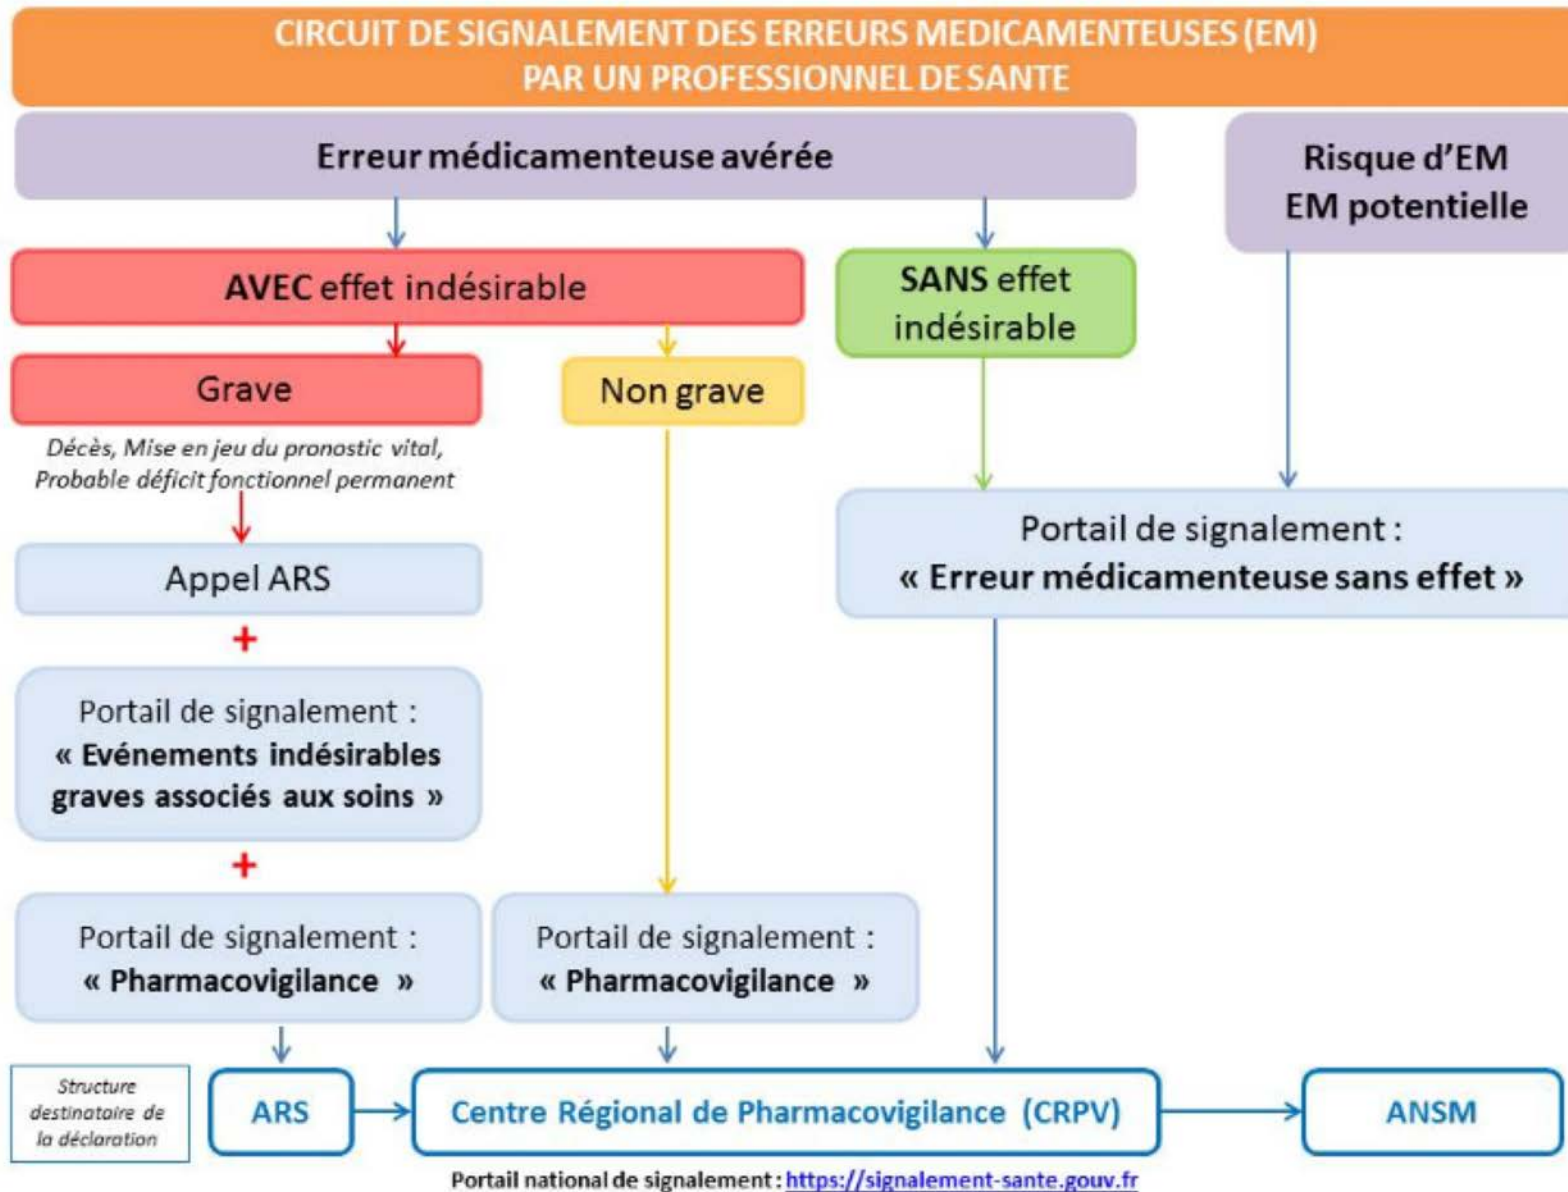 CIRCUIT DE SIGNALEMENT DES ERREURS MEDICAMENTEUSES (EM)
PAR UN PROFESSIONNEL DE SANTE
Erreur médicamenteuse avérée
Risque d’EM
EM potentielle
AVEC effet indésirable
SANS effet
indésirable
Grave
Non grave
Décès, Mise en jeu du pronostic vital,
Probable déficit fonctionnel permanent
Portail de signalement :
« Erreur médicamenteuse sans effet »
Appel ARS
+
Portail de signalement :
« Evénements indésirables
graves associés aux soins »
+
Portail de signalement :
« Pharmacovigilance »
Portail de signalement :
« Pharmacovigilance »
Structure
destinataire de
la déclaration
ARS
Centre Régional de Pharmacovigilance (CRPV)
ANSM
Portail national de signalement : https://signalement-sante.gouv.fr